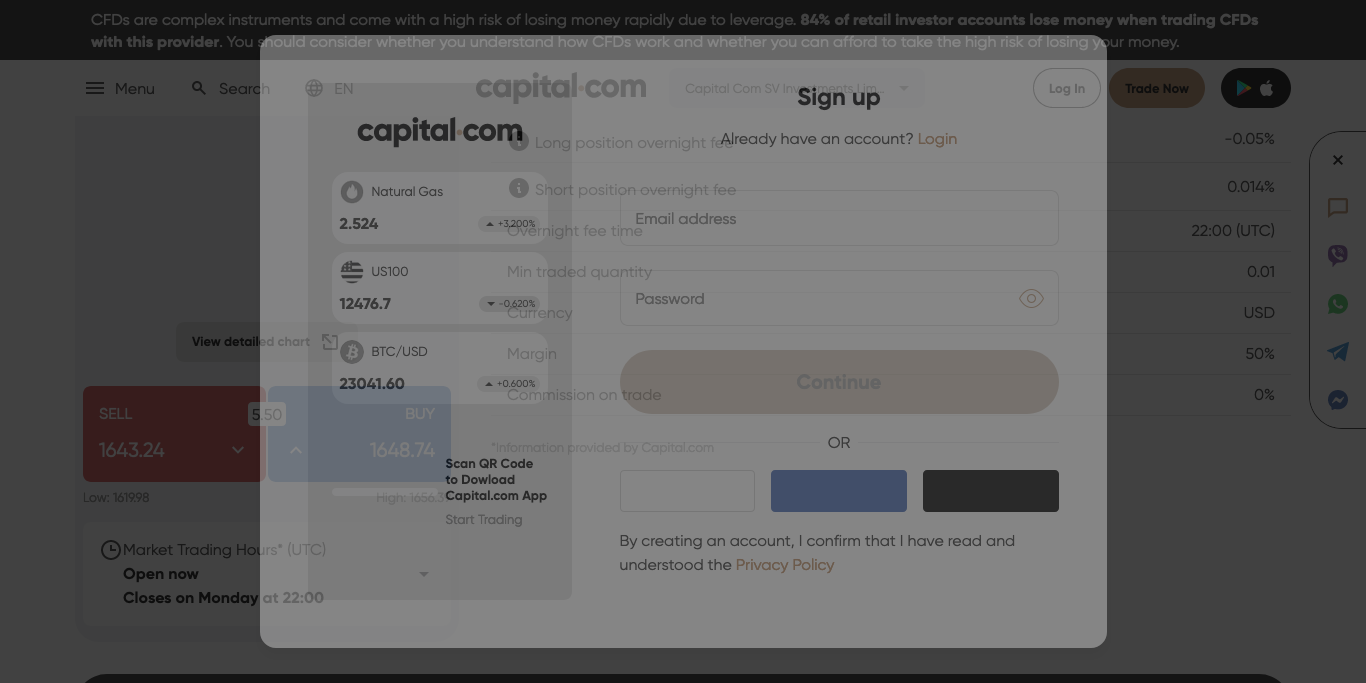 CFDs are complex instruments and come with a high risk of losing money rapidly due to leverage. 84% of retail investor accounts lose money when trading CFDs
with this provider. You should consider whether you understand how CFDs work and whether you can afford to take the high risk of losing your money.
Menu
Search
EN
capital.com
Capital Com SV Investments Lim...
Log In
Trade Now
Sign up
Already have an account? Login
Email address
Password
Continue
OR
By creating an account, I confirm that I have read and
understood the Privacy Policy
capital.com
Natural Gas
2.524
+3.200%
US100
12476.7
-0.620%
BTC/USD
23041.60
+0.600%
Scan QR Code
to Dowload
Capital.com App
Start Trading
Long position overnight fee
-0.05%
Short position overnight fee
0.014%
Overnight fee time
22:00 (UTC)
Min traded quantity
0.01
Currency
USD
Margin
50%
Commission on trade
0%
*Information provided by Capital.com
View detailed chart
SELL
1643.24
5.50
BUY
1648.74
Low: 1619.98
High: 1656.3
Market Trading Hours* (UTC)
Open now
Closes on Monday at 22:00